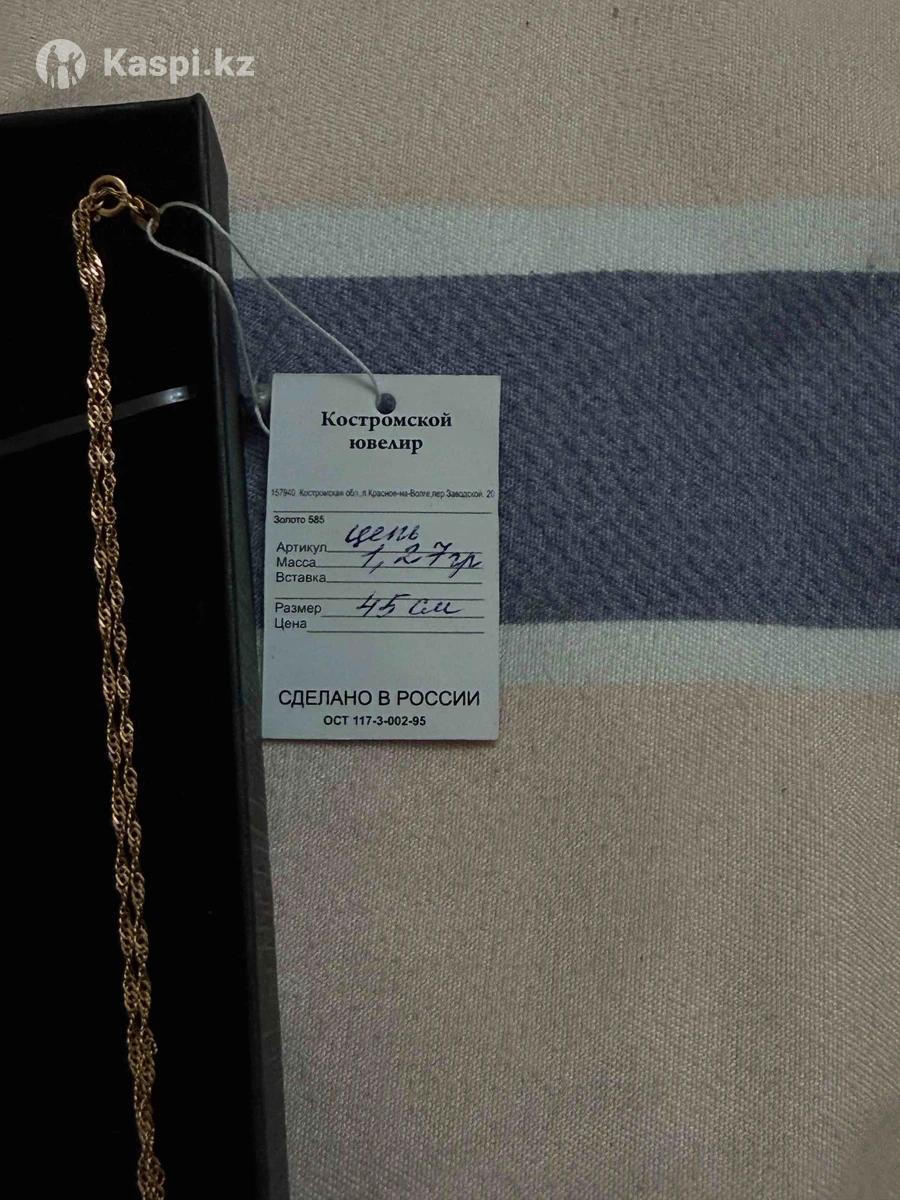 Kaspi.kz
Костромской
ювелир
157940, Костромская обл.,п.Красное-на-Волге,пер.Заводской, 20
Золото 585
Артикул цепь
Масса 1,27гр
Вставка
Размер 45 см
Цена
СДЕЛАНО В РОССИИ
ОСТ 117-3-002-95